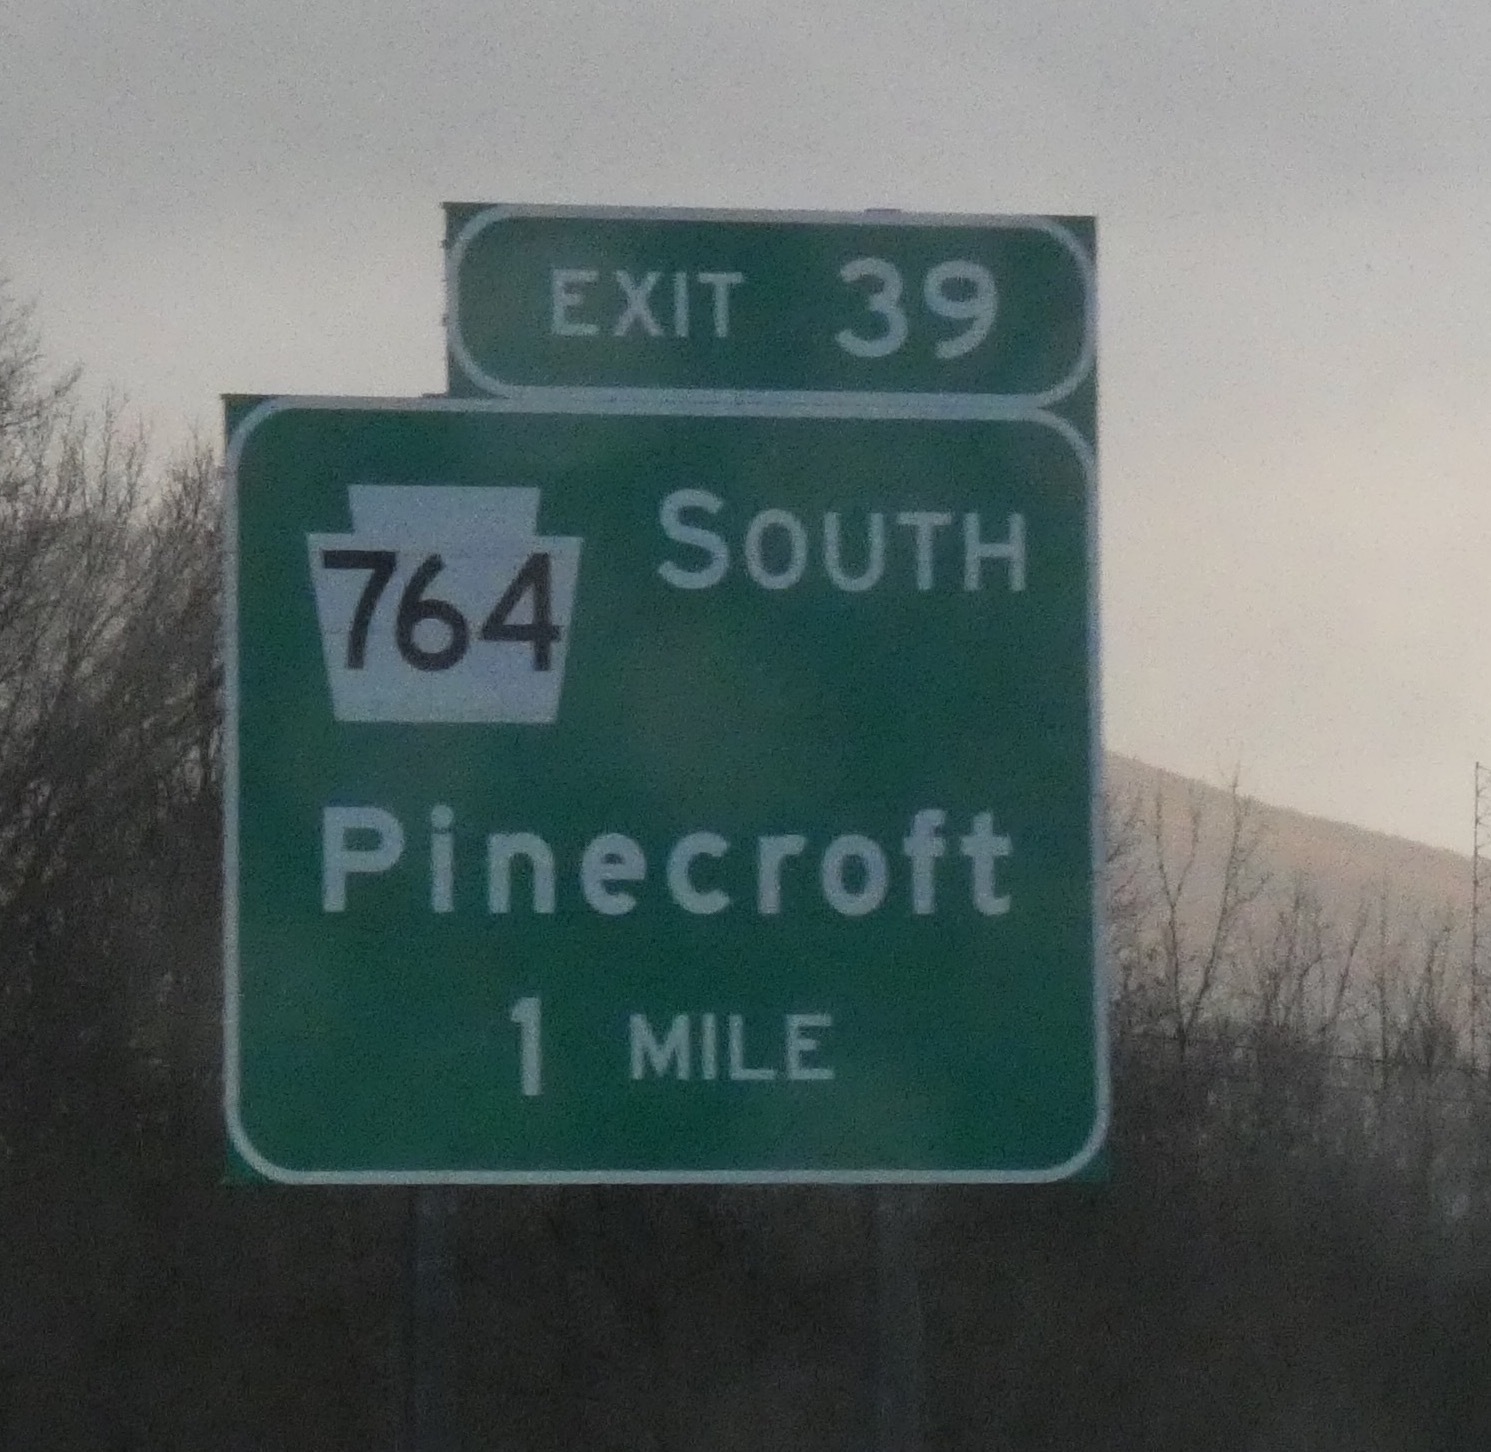 EXIT 39
764 SOUTH
Pinecroft
1 MILE